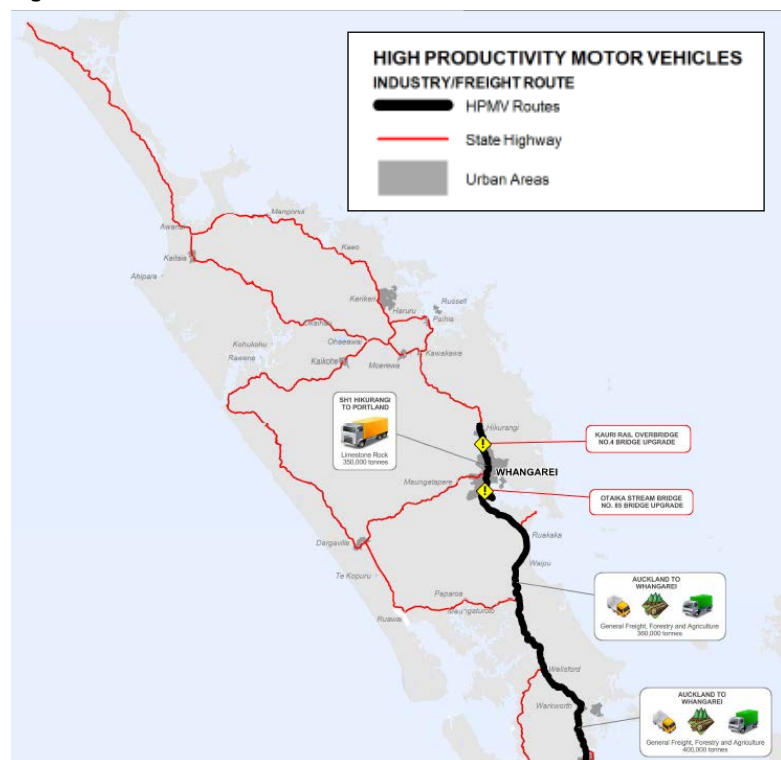 HIGH PRODUCTIVITY MOTOR VEHICLES
INDUSTRY/FREIGHT ROUTE
HPMV Routes
State Highway
Urban Areas
Mangonui
Awanui
Kaeo
Kaitaia
Ahipara
Kerikeri
Russell
Haruru
Paihia
Okaihau
Ohaeawai
Kohukohu
Rawene
Kaikohe
Moerewa
Kawakawa
SH1 HIKURANGI
TO PORTLAND
Limestone Rock
350,000 tonnes
Hikurangi
KAURI RAIL OVERBRIDGE
NO.4 BRIDGE UPGRADE
WHANGAREI
Maungatapere
OTAIKA STREAM BRIDGE
NO. 85 BRIDGE UPGRADE
Ruakaka
Dargaville
Waipu
Te Kopuru
AUCKLAND TO
WHANGAREI
General Freight, Forestry and Agriculture
360,000 tonnes
Paparoa
Maungaturoto
Ruawai
Wellsford
Warkworth
AUCKLAND TO
WHANGAREI
General Freight, Forestry and Agriculture
400,000 tonnes